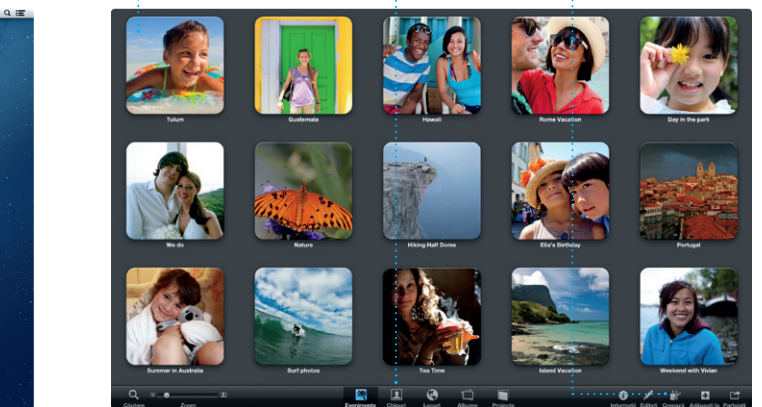 Tulum
Guatemala
Hawaii
Rome Vacation
Day in the park
We do
Nature
Hiking Half Dome
Ella's Birthday
Portugal
Summer in Australia
Surf photos
Tea Time
Island Vacation
Weekend with Vivian
Căutare Zoom Evenimente Chipuri Locuri Albume Proiecte Informații Editați Creează Adăugați la Partajați